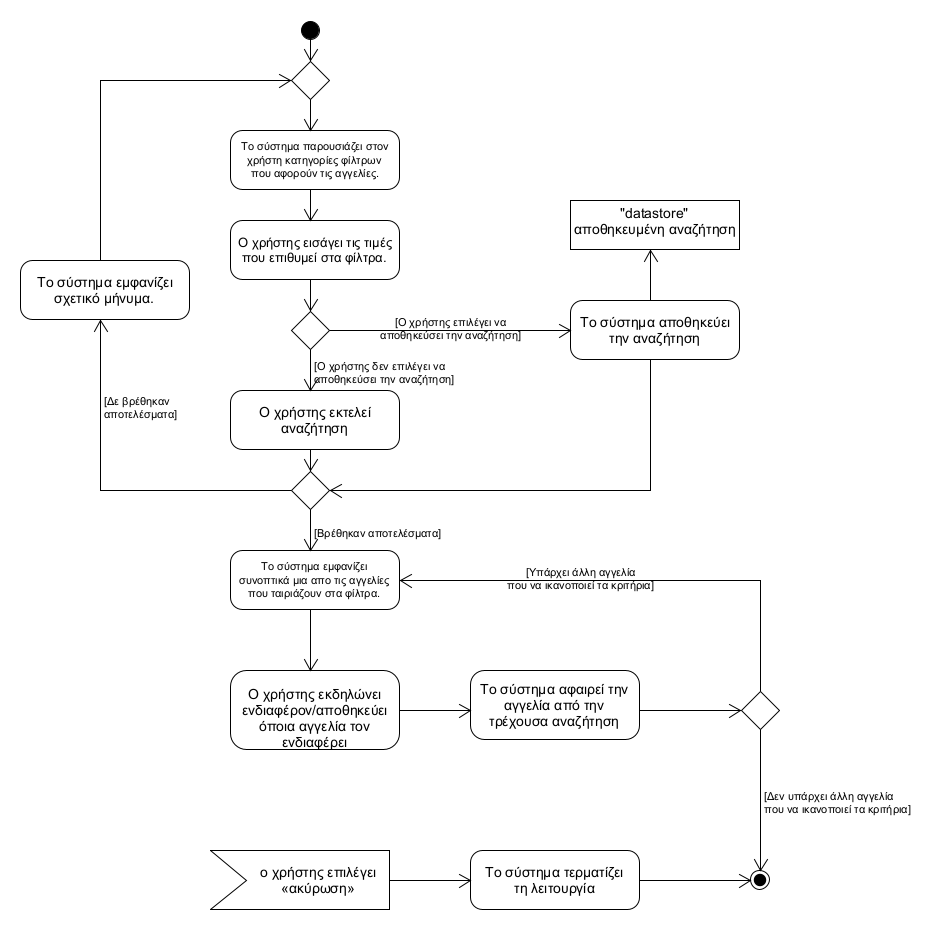 Το σύστημα παρουσιάζει στον
χρήστη κατηγορίες φίλτρων
που αφορούν τις αγγελίες.
"datastore"
αποθηκευμένη αναζήτηση
Ο χρήστης εισάγει τις τιμές
που επιθυμεί στα φίλτρα.
Το σύστημα εμφανίζει
σχετικό μήνυμα.
[Ο χρήστης επιλέγει να
αποθηκεύσει την αναζήτηση]
Το σύστημα αποθηκεύει
την αναζήτηση
[Ο χρήστης δεν επιλέγει να
αποθηκεύσει την αναζήτηση]
[Δε βρέθηκαν
αποτελέσματα]
Ο χρήστης εκτελεί
αναζήτηση
[Βρέθηκαν αποτελέσματα]
Το σύστημα εμφανίζει
συνοπτικά μια απο τις αγγελίες
που ταιριάζουν στα φίλτρα.
[Υπάρχει άλλη αγγελία
που να ικανοποιεί τα κριτήρια]
Ο χρήστης εκδηλώνει
ενδιαφέρον/αποθηκεύει
όποια αγγελία τον
ενδιαφέρει
Το σύστημα αφαιρεί την
αγγελία από την
τρέχουσα αναζήτηση
[Δεν υπάρχει άλλη αγγελία
που να ικανοποιεί τα κριτήρια]
ο χρήστης επιλέγει
«ακύρωση»
Το σύστημα τερματίζει
τη λειτουργία